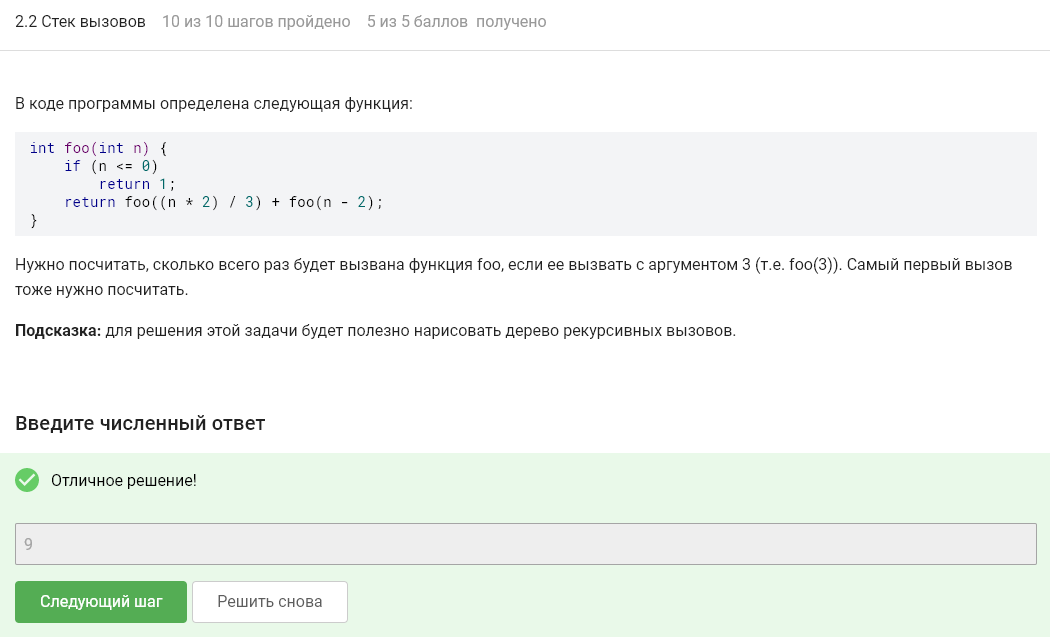 2.2 Стек вызовов 10 из 10 шагов пройдено 5 из 5 баллов получено
В коде программы определена следующая функция:
int foo(int n) {
    if (n <= 0)
        return 1;
    return foo((n * 2) / 3) + foo(n - 2);
}
Нужно посчитать, сколько всего раз будет вызвана функция foo, если ее вызвать с аргументом 3 (т.е. foo(3)). Самый первый вызов
тоже нужно посчитать.
Подсказка: для решения этой задачи будет полезно нарисовать дерево рекурсивных вызовов.
Введите численный ответ
Отличное решение!
9
Следующий шаг Решить снова